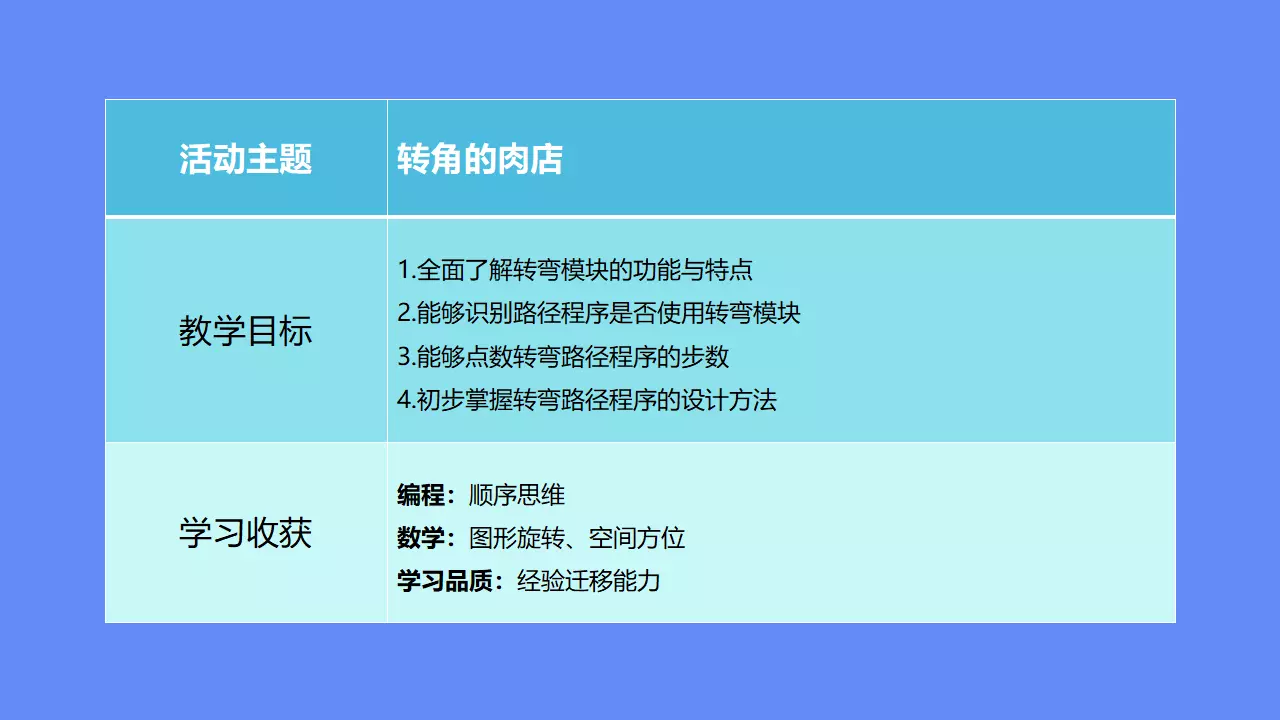 活动主题
转角的肉店
教学目标
1.全面了解转弯模块的功能与特点
2.能够识别路径程序是否使用转弯模块
3.能够点数转弯路径程序的步数
4.初步掌握转弯路径程序的设计方法
学习收获
编程：顺序思维
数学：图形旋转、空间方位
学习品质：经验迁移能力